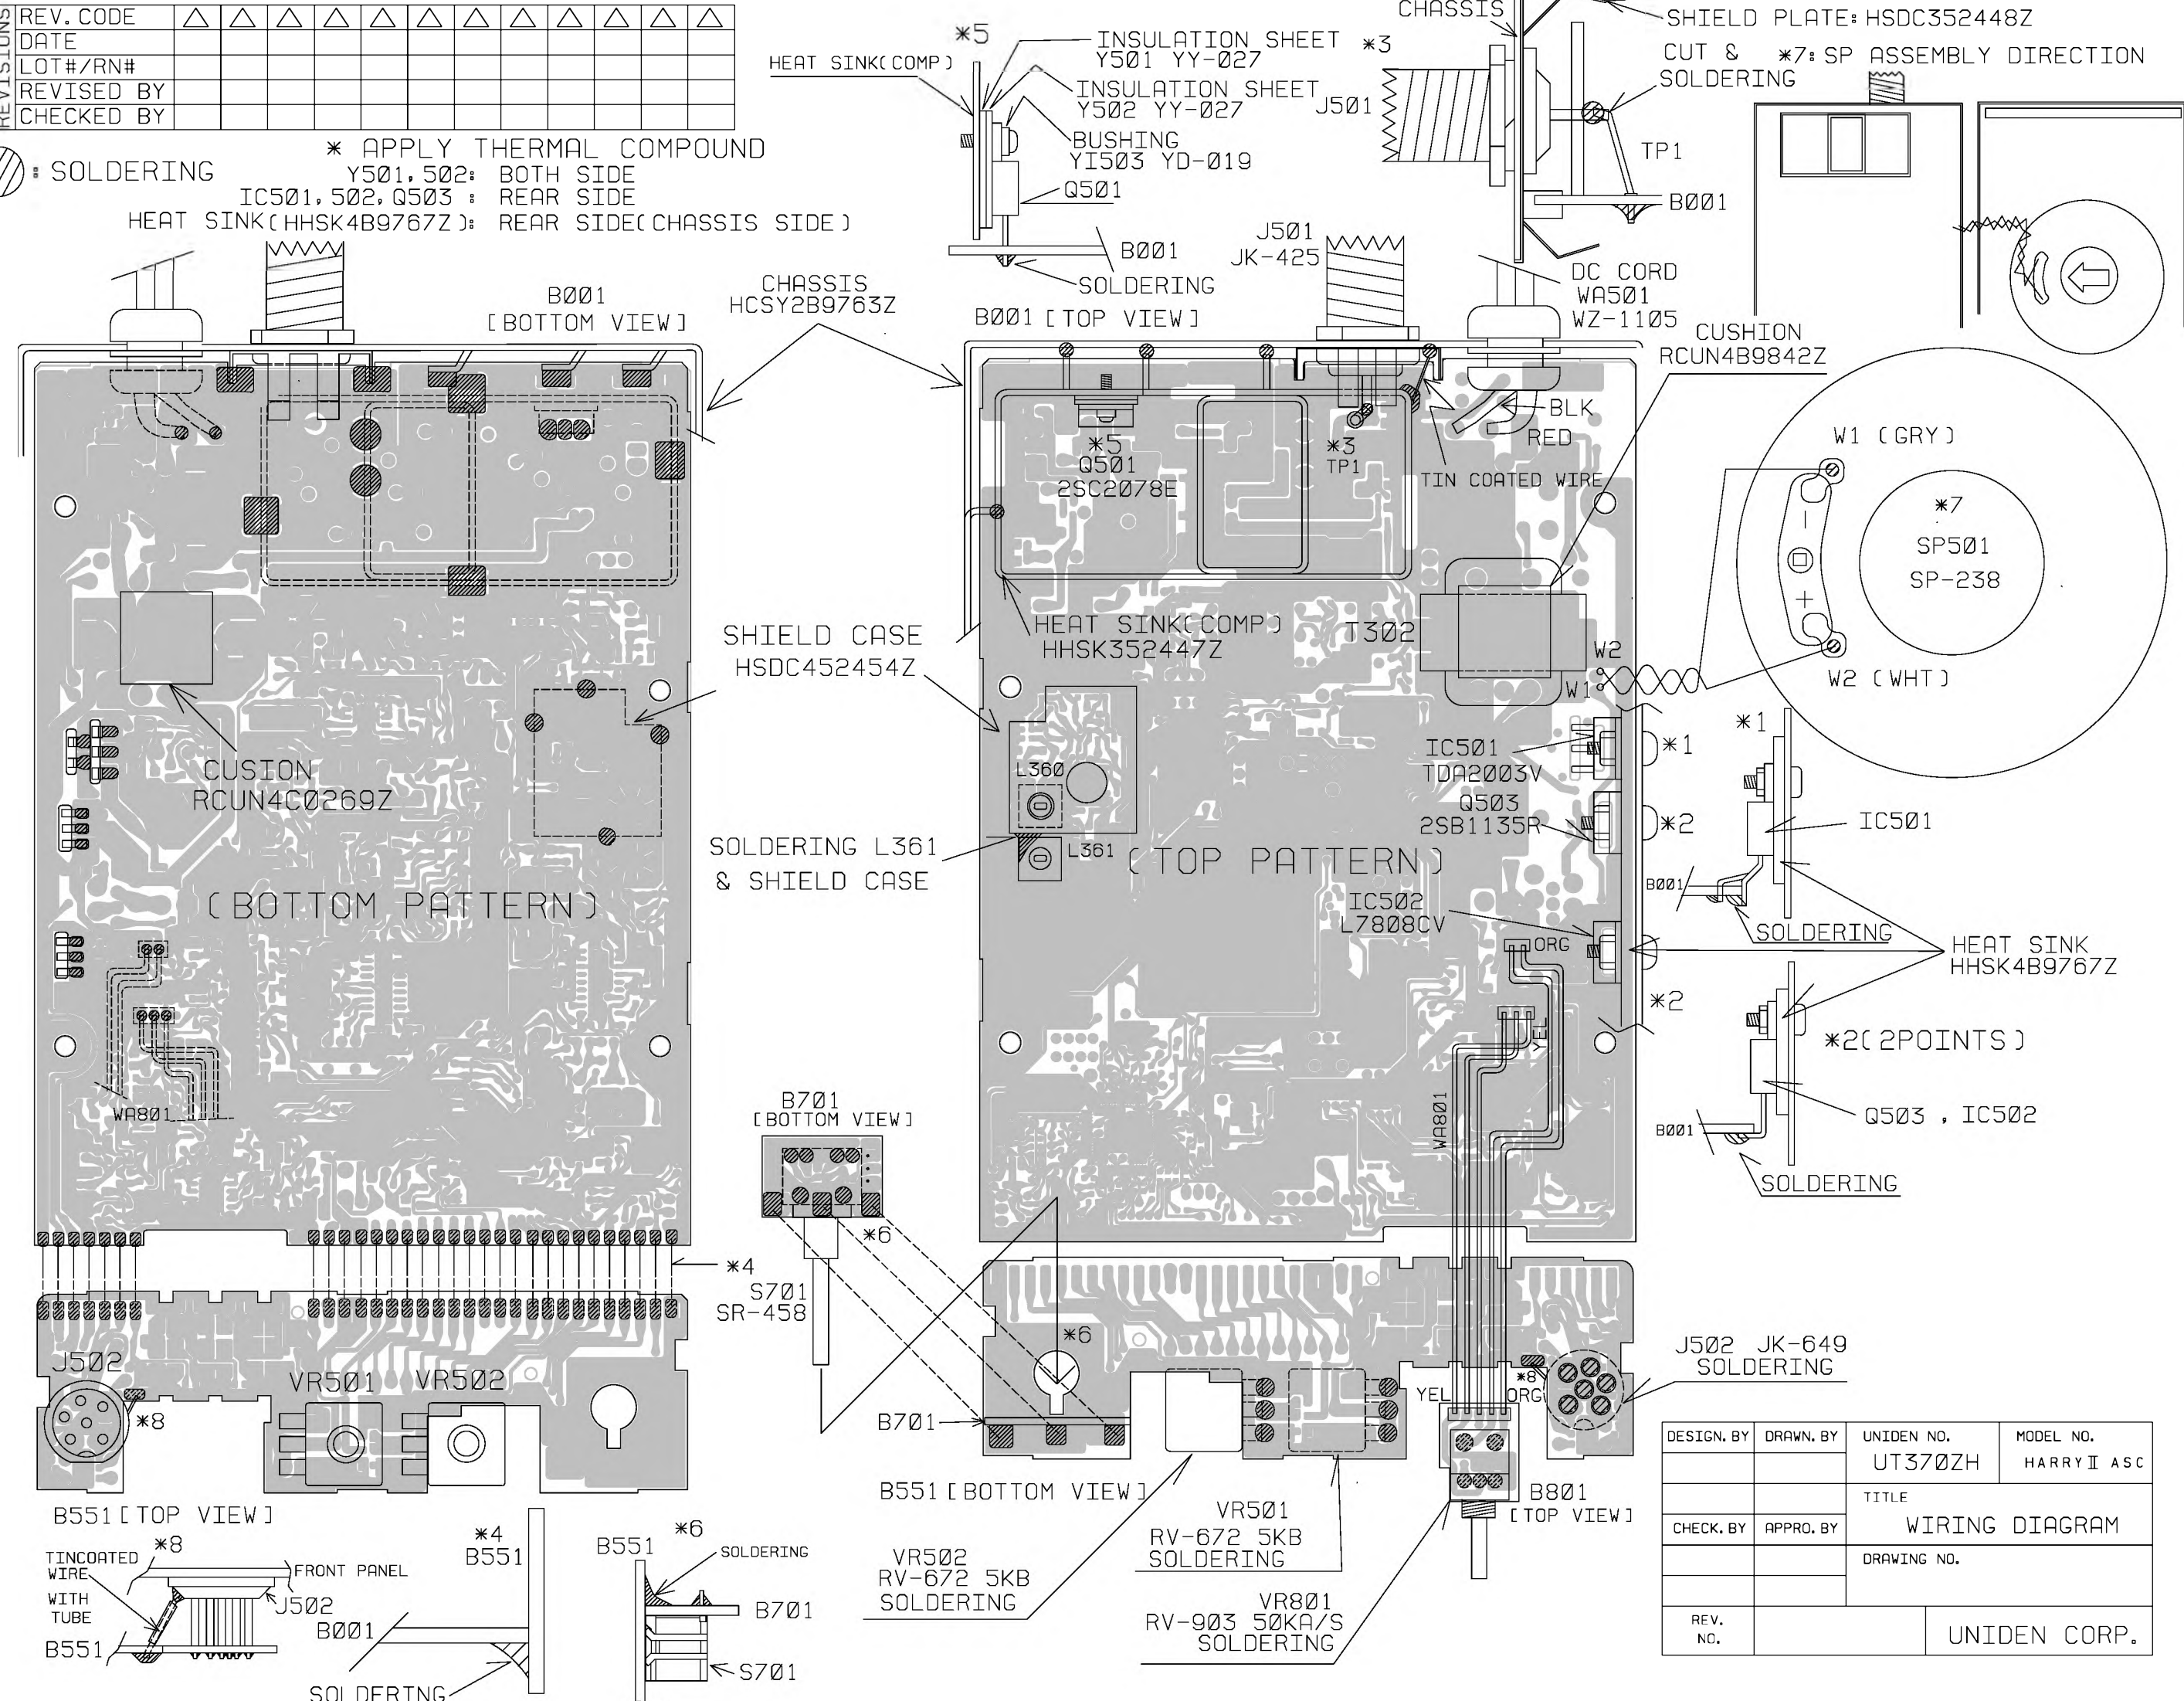 REVISIONS
REV. CODE
DATE
LOT#/RN#
REVISED BY
CHECKED BY
: SOLDERING
* APPLY THERMAL COMPOUND
Y501,502: BOTH SIDE
IC501,502,Q503 : REAR SIDE
HEAT SINK(HHSK4B9767Z): REAR SIDE(CHASSIS SIDE)
*5
HEAT SINK(COMP)
INSULATION SHEET
Y501 YY-027
INSULATION SHEET
Y502 YY-027
BUSHING
YI503 YD-019
Q501
B001
SOLDERING
*3
CHASSIS
J501
SHIELD PLATE:HSDC352448Z
CUT &
SOLDERING
TP1
B001
*7:SP ASSEMBLY DIRECTION
B001
[BOTTOM VIEW]
CHASSIS
HCSY2B9763Z
B001 [TOP VIEW]
J501
JK-425
DC CORD
WA501
WZ-1105
CUSHION
RCUN4B9842Z
BLK
RED
*5
Q501
2SC2078E
*3
TP1
TIN COATED WIRE
W1 (GRY)
-
+
*7
SP501
SP-238
W2 (WHT)
HEAT SINK(COMP)
HHSK352447Z
T302
W2
W1
SHIELD CASE
HSDC452454Z
CUSION
RCUN4C0269Z
L360
L361
SOLDERING L361
& SHIELD CASE
IC501
TDA2003V
*1
Q503
2SB1135R
*2
(BOTTOM PATTERN)
(TOP PATTERN)
IC502
L7808CV
*2
*1
IC501
B001
SOLDERING
HEAT SINK
HHSK4B9767Z
*2(2POINTS)
Q503 , IC502
B001
SOLDERING
ORG
YEL
WA801
WA801
B701
[BOTTOM VIEW]
*6
*4
S701
SR-458
*6
B701
J502
*8
VR501
VR502
B551 [TOP VIEW]
B551 [BOTTOM VIEW]
YEL
ORG
*8
J502 JK-649
SOLDERING
B801
[TOP VIEW]
VR501
RV-672 5KB
SOLDERING
VR502
RV-672 5KB
SOLDERING
VR801
RV-903 50KA/S
SOLDERING
*8
TINCOATED
WIRE
WITH
TUBE
FRONT PANEL
J502
B551
*4
B551
B001
SOLDERING
*6
B551
SOLDERING
B701
S701
DESIGN. BY
DRAWN. BY
UNIDEN NO.
UT370ZH
MODEL NO.
HARRYⅡ ASC
TITLE
WIRING DIAGRAM
CHECK. BY
APPRO. BY
DRAWING NO.
REV.
NO.
UNIDEN CORP.